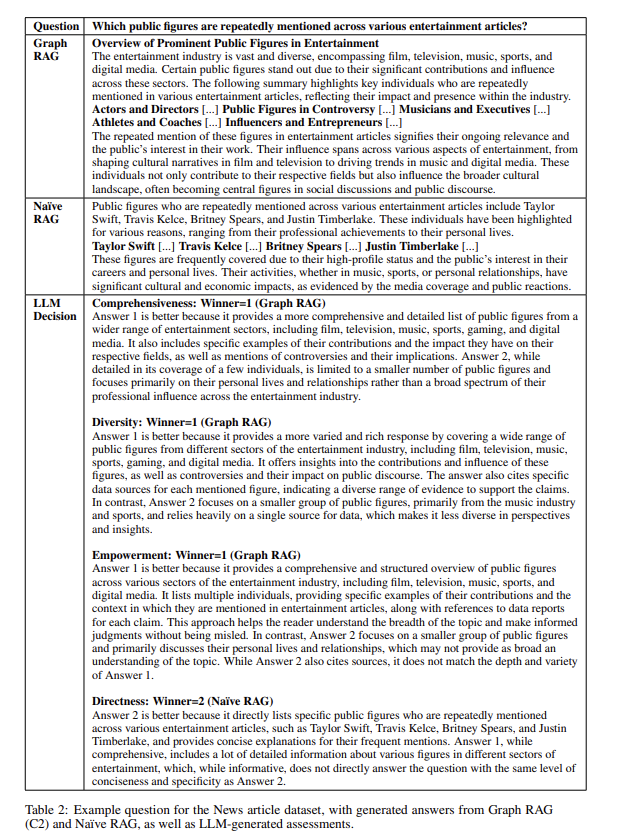 Question Which public figures are repeatedly mentioned across various entertainment articles?
Graph RAG Overview of Prominent Public Figures in Entertainment
The entertainment industry is vast and diverse, encompassing film, television, music, sports, and
digital media. Certain public figures stand out due to their significant contributions and influence
across these sectors. The following summary highlights key individuals who are repeatedly
mentioned in various entertainment articles, reflecting their impact and presence within the industry.
Actors and Directors [...] Public Figures in Controversy [...] Musicians and Executives [...]
Athletes and Coaches [...] Influencers and Entrepreneurs [...]
The repeated mention of these figures in entertainment articles signifies their ongoing relevance and
the public's interest in their work. Their influence spans across various aspects of entertainment, from
shaping cultural narratives in film and television to driving trends in music and digital media. These
individuals not only contribute to their respective fields but also influence the broader cultural
landscape, often becoming central figures in social discussions and public discourse.
Naïve RAG Public figures who are repeatedly mentioned across various entertainment articles include Taylor
Swift, Travis Kelce, Britney Spears, and Justin Timberlake. These individuals have been highlighted
for various reasons, ranging from their professional achievements to their personal lives.
Taylor Swift [...] Travis Kelce [...] Britney Spears [...] Justin Timberlake [...]
These figures are frequently covered due to their high-profile status and the public's interest in their
careers and personal lives. Their activities, whether in music, sports, or personal relationships, have
significant cultural and economic impacts, as evidenced by the media coverage and public reactions.
LLM Decision Comprehensiveness: Winner=1 (Graph RAG)
Answer 1 is better because it provides a more comprehensive and detailed list of public figures from a
wider range of entertainment sectors, including film, television, music, sports, gaming, and digital
media. It also includes specific examples of their contributions and the impact they have on their
respective fields, as well as mentions of controversies and their implications. Answer 2, while
detailed in its coverage of a few individuals, is limited to a smaller number of public figures and
focuses primarily on their personal lives and relationships rather than a broad spectrum of their
professional influence across the entertainment industry.
Diversity: Winner=1 (Graph RAG)
Answer 1 is better because it provides a more varied and rich response by covering a wide range of
public figures from different sectors of the entertainment industry, including film, television, music,
sports, gaming, and digital media. It offers insights into the contributions and influence of these
figures, as well as controversies and their impact on public discourse. The answer also cites specific
data sources for each mentioned figure, indicating a diverse range of evidence to support the claims.
In contrast, Answer 2 focuses on a smaller group of public figures, primarily from the music industry
and sports, and relies heavily on a single source for data, which makes it less diverse in perspectives
and insights.
Empowerment: Winner=1 (Graph RAG)
Answer 1 is better because it provides a comprehensive and structured overview of public figures
across various sectors of the entertainment industry, including film, television, music, sports, and
digital media. It lists multiple individuals, providing specific examples of their contributions and the
context in which they are mentioned in entertainment articles, along with references to data reports
for each claim. This approach helps the reader understand the breadth of the topic and make informed
judgments without being misled. In contrast, Answer 2 focuses on a smaller group of public figures
and primarily discusses their personal lives and relationships, which may not provide as broad an
understanding of the topic. While Answer 2 also cites sources, it does not match the depth and variety
of Answer 1.
Directness: Winner=2 (Naïve RAG)
Answer 2 is better because it directly lists specific public figures who are repeatedly mentioned
across various entertainment articles, such as Taylor Swift, Travis Kelce, Britney Spears, and Justin
Timberlake, and provides concise explanations for their frequent mentions. Answer 1, while
comprehensive, includes a lot of detailed information about various figures in different sectors of
entertainment, which, while informative, does not directly answer the question with the same level of
conciseness and specificity as Answer 2.
Table 2: Example question for the News article dataset, with generated answers from Graph RAG
(C2) and Naïve RAG, as well as LLM-generated assessments.